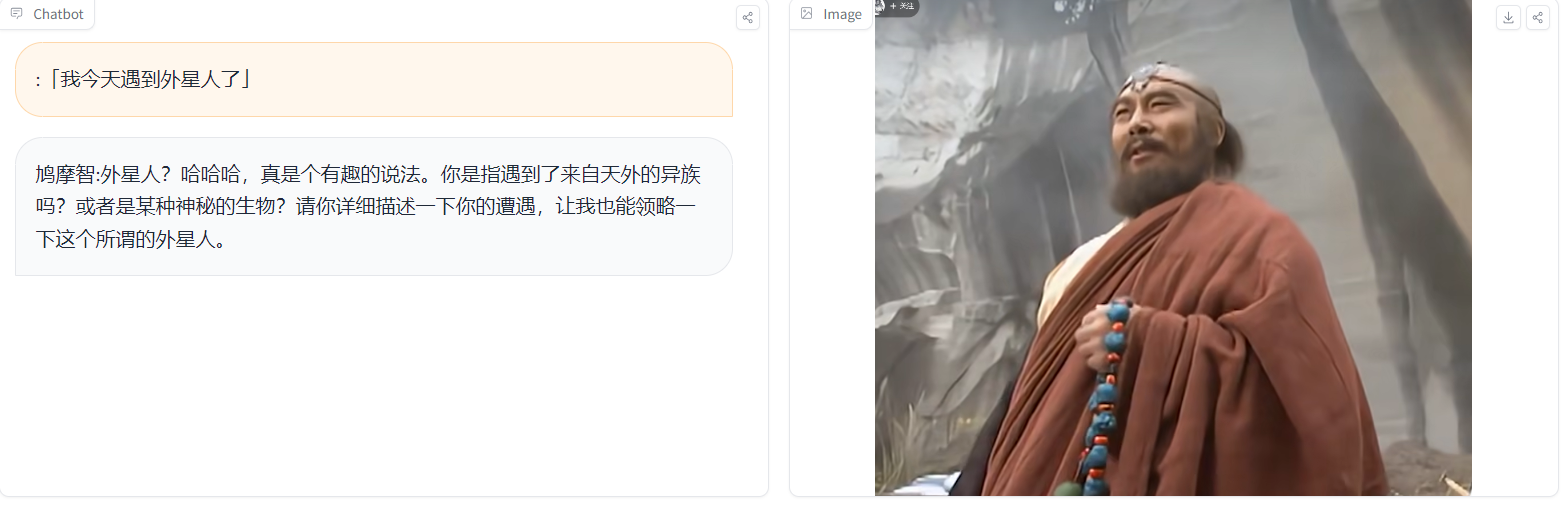 Chatbot
:「我今天遇到外星人了」
鸠摩智:外星人？哈哈哈，真是个有趣的说法。你是指遇到了来自天外的异族
吗？或者是某种神秘的生物？请你详细描述一下你的遭遇，让我也能领略一
下这个所谓的外星人。
Image
+ 关注